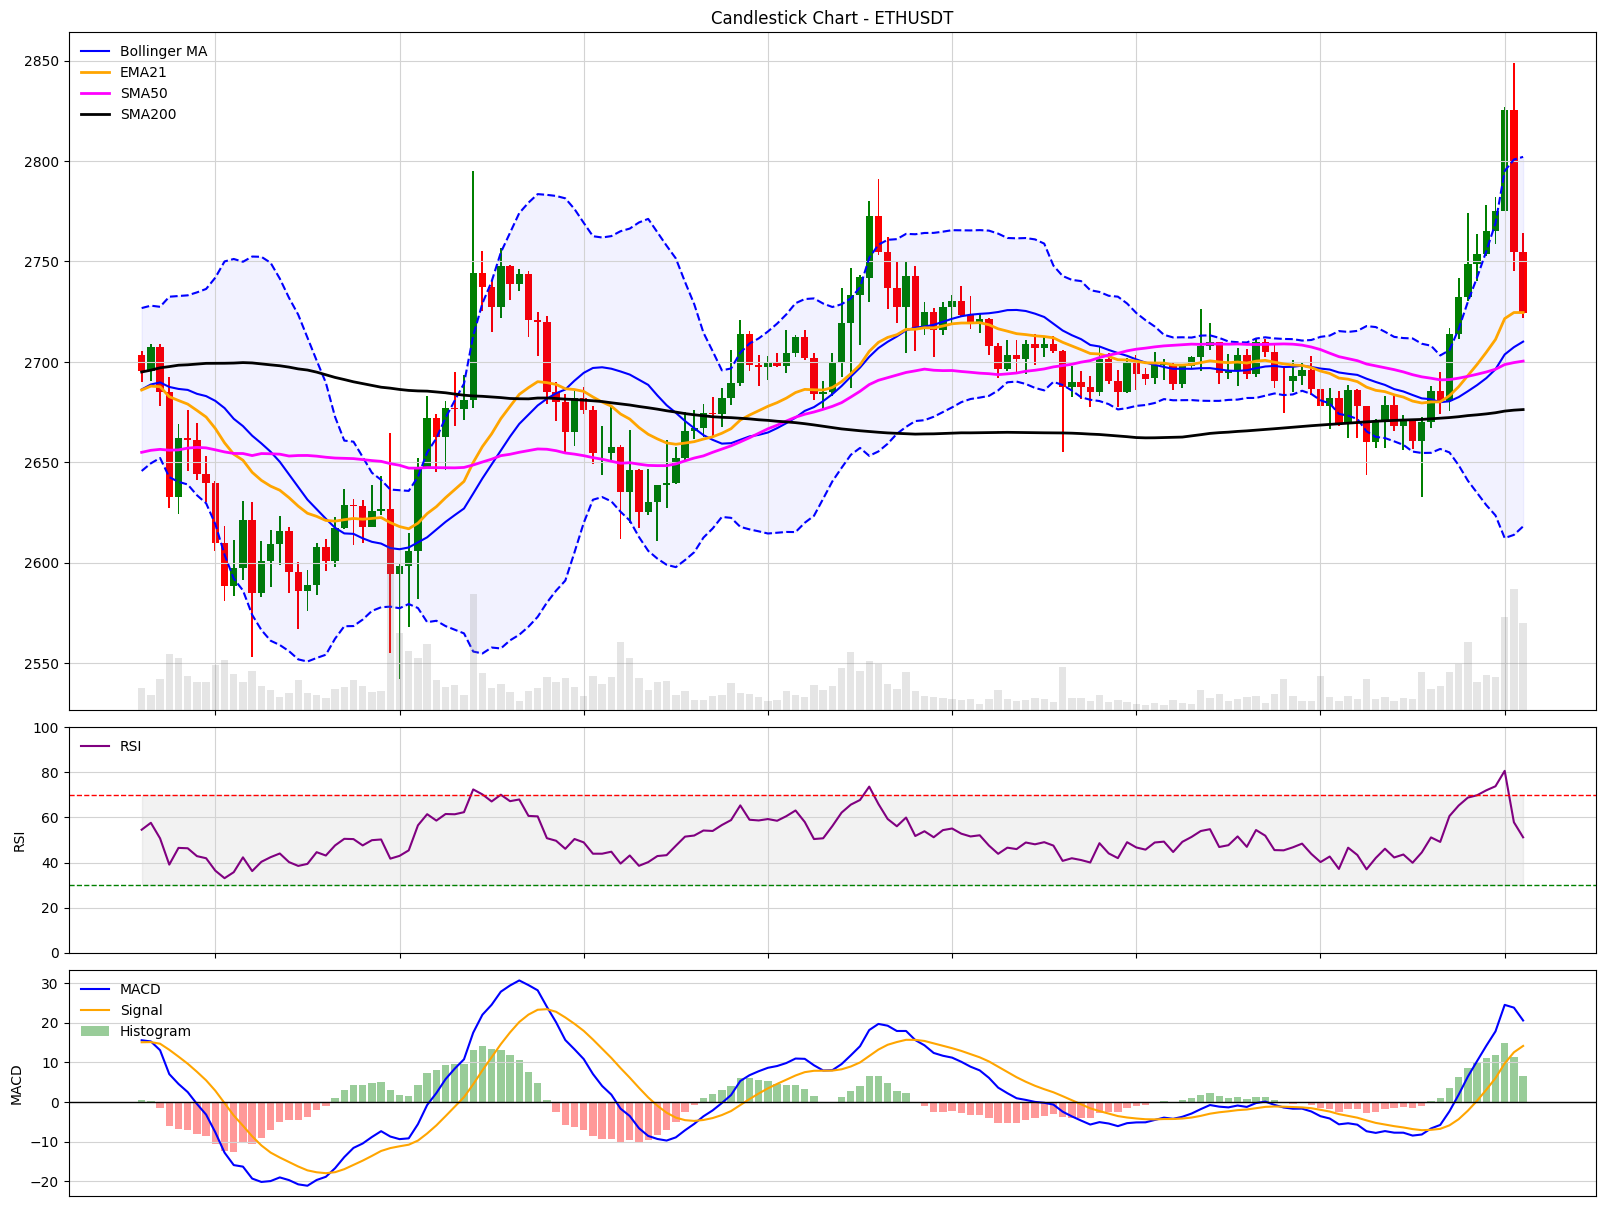 Candlestick Chart - ETHUSDT
Bollinger MA
EMA21
SMA50
SMA200
2850
2800
2750
2700
2650
2600
2550
RSI
100
80
60
40
20
0
RSI
MACD
Signal
Histogram
30
20
10
0
−10
−20
MACD